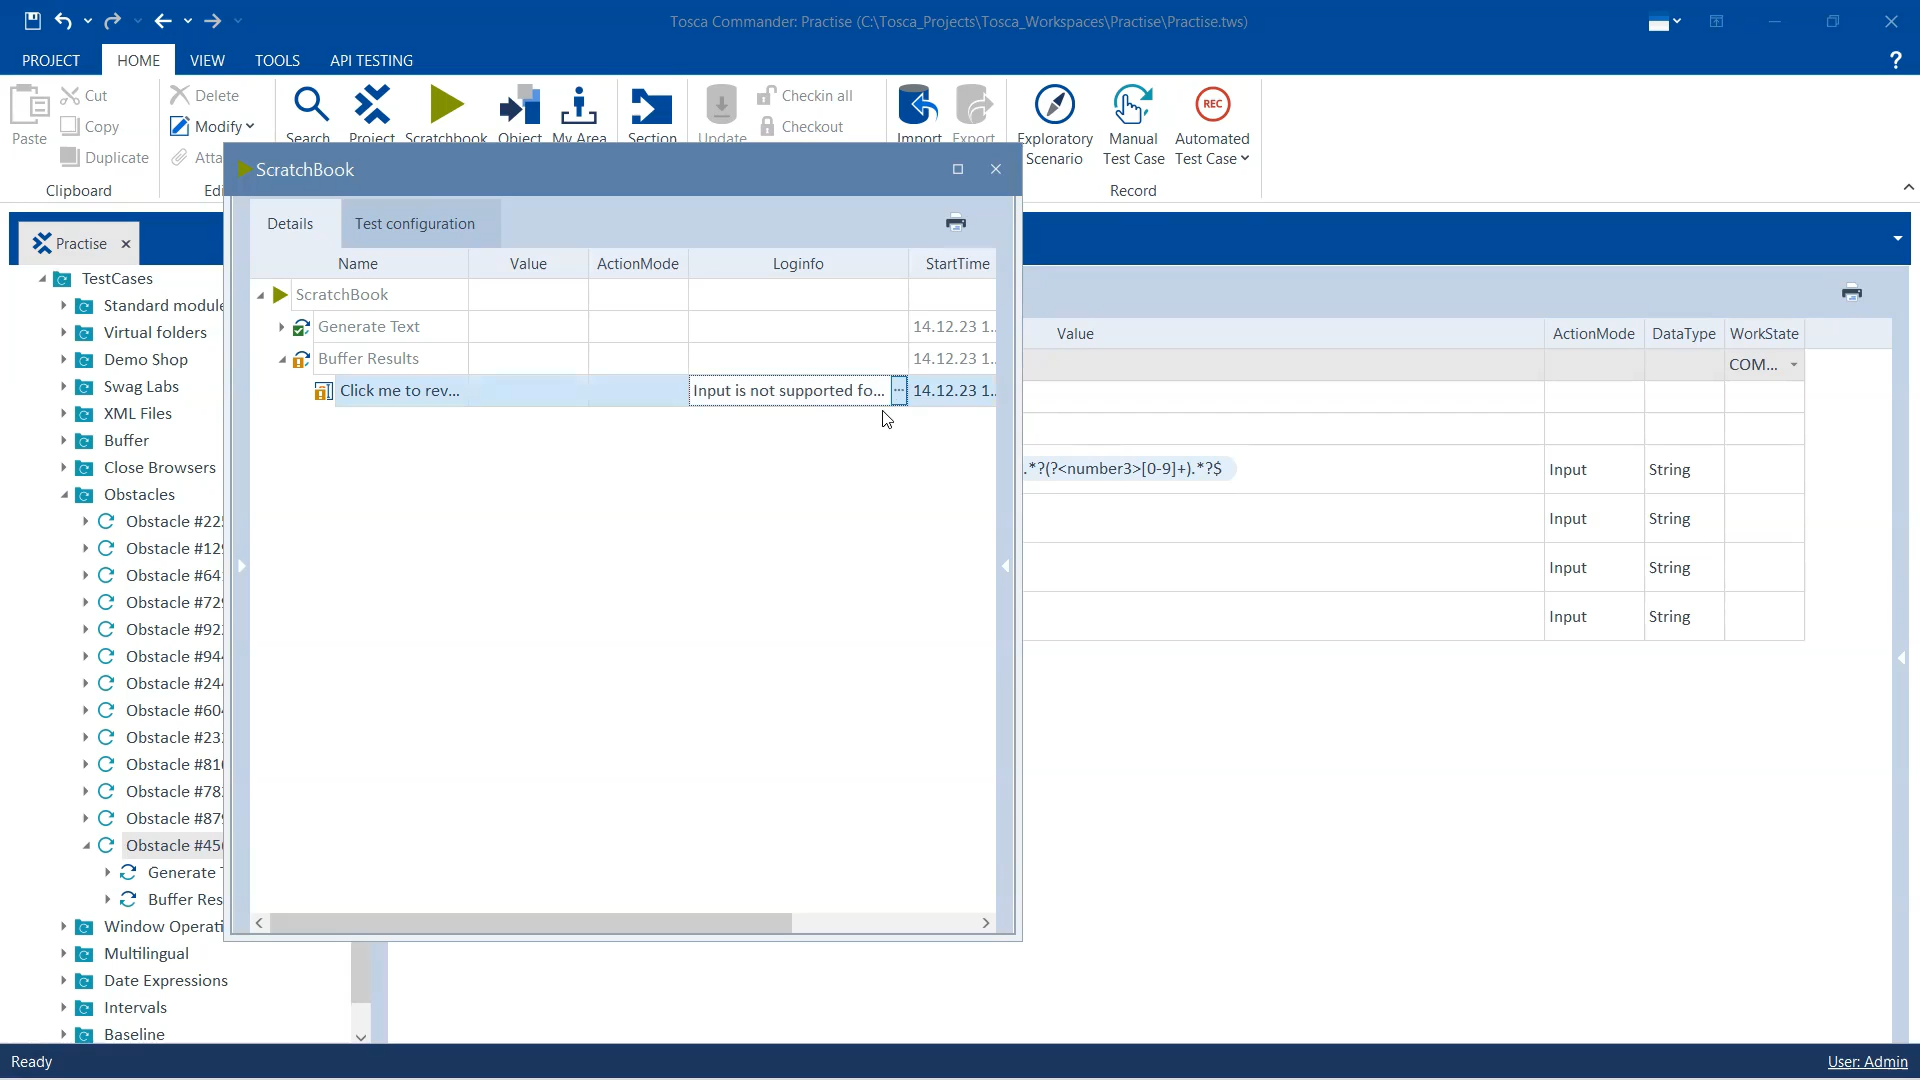 Tosca Commander: Practise (C:\Tosca_Projects\Tosca_Workspaces\Practise\Practise.tws)
PROJECT HOME VIEW TOOLS API TESTING ?
Paste
Cut
Copy
Duplicate
Clipboard
Delete
Modify
Search
Project
Scratchbook
Object
My Area
Section
Update
Checkin all
Checkout
Import
Export
Exploratory
Scenario
Manual
Test Case
REC
Automated
Test Case
Record
Practise
TestCases
Virtual folders
Demo Shop
Swag Labs
XML Files
Buffer
Close Browsers
Obstacles
Multilingual
Date Expressions
Intervals
Baseline
ScratchBook
Details Test configuration
Name Value ActionMode Loginfo StartTime
ScratchBook
Generate Text 14.12.23 1..
Buffer Results 14.12.23 1..
Click me to rev... Input is not supported fo... ... 14.12.23 1..
Value ActionMode DataType WorkState
COM...
.*?(?<number3>[0-9]+).*?$ Input String
Input String
Input String
Input String
Ready User: Admin